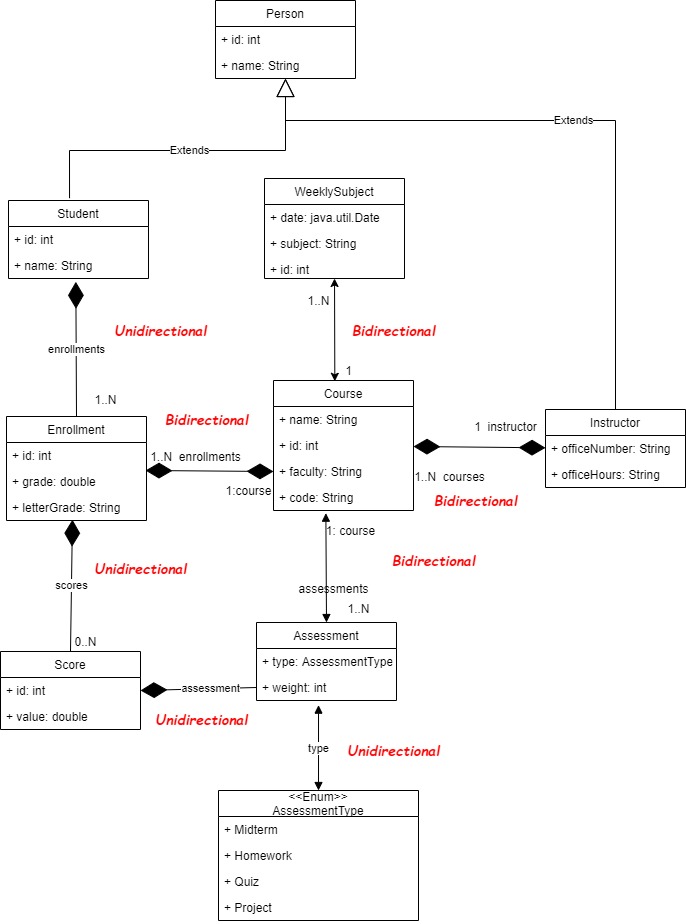 Person
+ id: int
+ name: String
Extends
Extends
WeeklySubject
+ date: java.util.Date
+ subject: String
+ id: int
Student
+ id: int
+ name: String
1..N
Unidirectional
Bidirectional
enrollments
1
1..N
Course
+ name: String
+ id: int
+ faculty: String
+ code: String
Bidirectional
Enrollment
+ id: int
+ grade: double
+ letterGrade: String
1..N enrollments
1:course
1 instructor
1..N courses
Bidirectional
Instructor
+ officeNumber: String
+ officeHours: String
1: course
Bidirectional
Unidirectional
scores
assessments
1..N
0..N
Assessment
+ type: AssessmentType
+ weight: int
Score
+ id: int
+ value: double
assessment
Unidirectional
type
Unidirectional
<<Enum>>
AssessmentType
+ Midterm
+ Homework
+ Quiz
+ Project